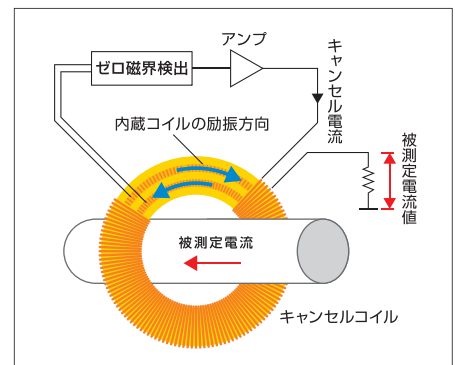 アンプ
ゼロ磁界検出
キャンセル電流
内蔵コイルの励振方向
被測定電流値
被測定電流
キャンセルコイル